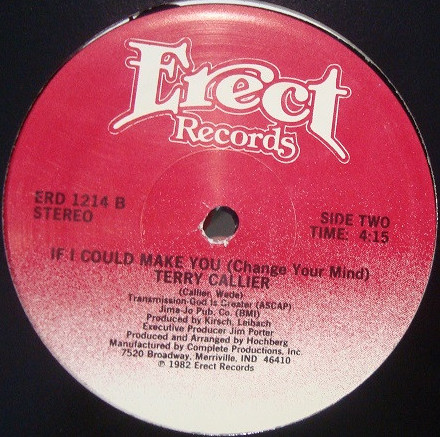 Erect
Records
ERD 1214 B
STEREO
SIDE TWO
TIME: 4:15
IF I COULD MAKE YOU (Change Your Mind)
TERRY CALLIER
(Callier, Wade)
Transmission-God Is Greater (ASCAP)
Jima-Jo Pub. Co. (BMI)
Produced by Kirsch, Leibach
Executive Producer Jim Porter
Produced and Arranged by Hochberg
Manufactured by Complete Productions, Inc.
7520 Broadway, Merriville, IND 46410
℗ 1982 Erect Records